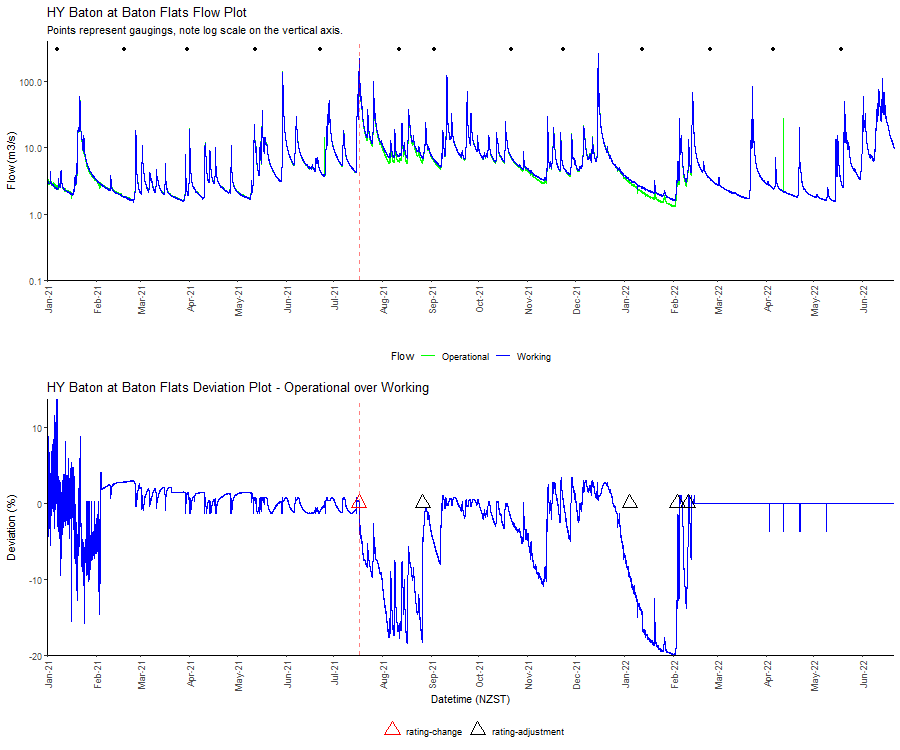 HY Baton at Baton Flats Flow Plot
Points represent gaugings, note log scale on the vertical axis.
Flow(m3/s)
100.0
10.0
1.0
0.1
Jan-21
Feb-21
Mar-21
Apr-21
May-21
Jun-21
Jul-21
Aug-21
Sep-21
Oct-21
Nov-21
Dec-21
Jan-22
Feb-22
Mar-22
Apr-22
May-22
Jun-22
Flow
Operational
Working
HY Baton at Baton Flats Deviation Plot - Operational over Working
Deviation (%)
10
0
-10
-20
Jan-21
Feb-21
Mar-21
Apr-21
May-21
Jun-21
Jul-21
Aug-21
Sep-21
Oct-21
Nov-21
Dec-21
Jan-22
Feb-22
Mar-22
Apr-22
May-22
Jun-22
Datetime (NZST)
rating-change
rating-adjustment